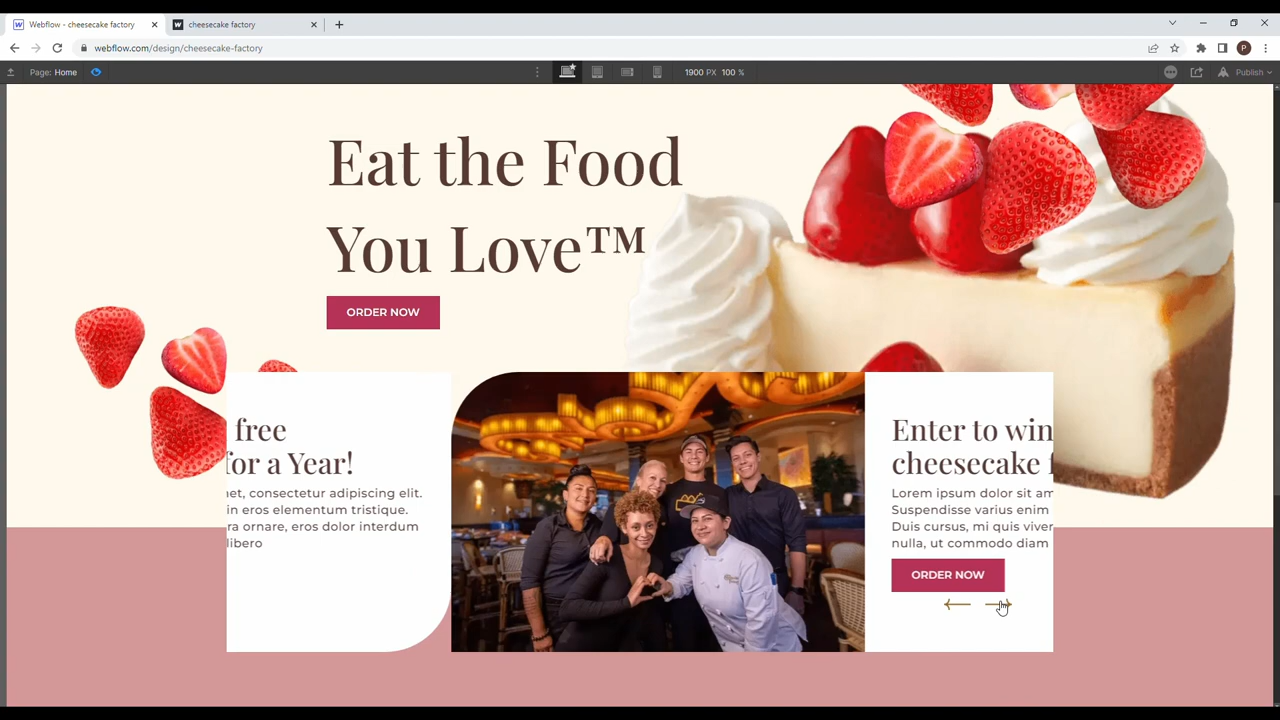 Webflow - cheesecake factory
cheesecake factory
webflow.com/design/cheesecake-factory
P
Page: Home
1900 PX 100 %
Publish
Eat the Food
You Love™
ORDER NOW
free
for a Year!
net, consectetur adipiscing elit.
in eros elementum tristique.
ra ornare, eros dolor interdum
libero
Enter to win
cheesecake f
Lorem ipsum dolor sit am
Suspendisse varius enim
Duis cursus, mi quis viver
nulla, ut commodo diam
ORDER NOW